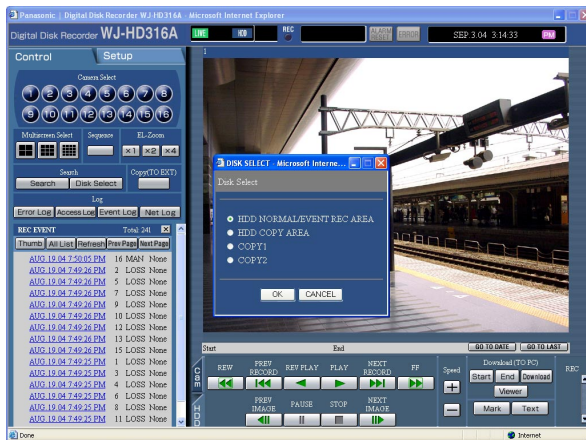 Panasonic | Digital Disk Recorder WJ-HD316A - Microsoft Internet Explorer
Digital Disk Recorder WJ-HD316A
LIVE HDD REC ALARM RESET ERROR SEP.3.04 3:14:33 PM
Control Setup
1
Camera Select
1 2 3 4 5 6 7 8
9 10 11 12 13 14 15 16
Multiscreen Select Sequence EL-Zoom
×1 ×2 ×4
Search Copy(TO EXT)
Search Disk Select
Log
Error Log Access Log Event Log Net Log
REC EVENT Total: 241 X
Thumb All List Refresh Prev Page Next Page
AUG.19.04 7:50:05 PM 16 MAN None
AUG.19.04 7:49:26 PM 2 LOSS None
AUG.19.04 7:49:26 PM 5 LOSS None
AUG.19.04 7:49:26 PM 7 LOSS None
AUG.19.04 7:49:26 PM 9 LOSS None
AUG.19.04 7:49:26 PM 10 LOSS None
AUG.19.04 7:49:26 PM 12 LOSS None
AUG.19.04 7:49:26 PM 13 LOSS None
AUG.19.04 7:49:26 PM 15 LOSS None
AUG.19.04 7:49:25 PM 1 LOSS None
AUG.19.04 7:49:25 PM 3 LOSS None
AUG.19.04 7:49:25 PM 4 LOSS None
AUG.19.04 7:49:25 PM 6 LOSS None
AUG.19.04 7:49:25 PM 8 LOSS None
AUG.19.04 7:49:25 PM 11 LOSS None
DISK SELECT - Microsoft Interne...
Disk Select
HDD NORMAL/EVENT REC AREA
HDD COPY AREA
COPY1
COPY2
OK CANCEL
Start End GO TO DATE GO TO LAST
Cam
HDD
REW PREV RECORD REV PLAY PLAY NEXT RECORD FF
PREV IMAGE PAUSE STOP NEXT IMAGE
Speed
+
−
Download (TO PC)
Start End Download
Viewer
Mark Text
REC
Done Internet